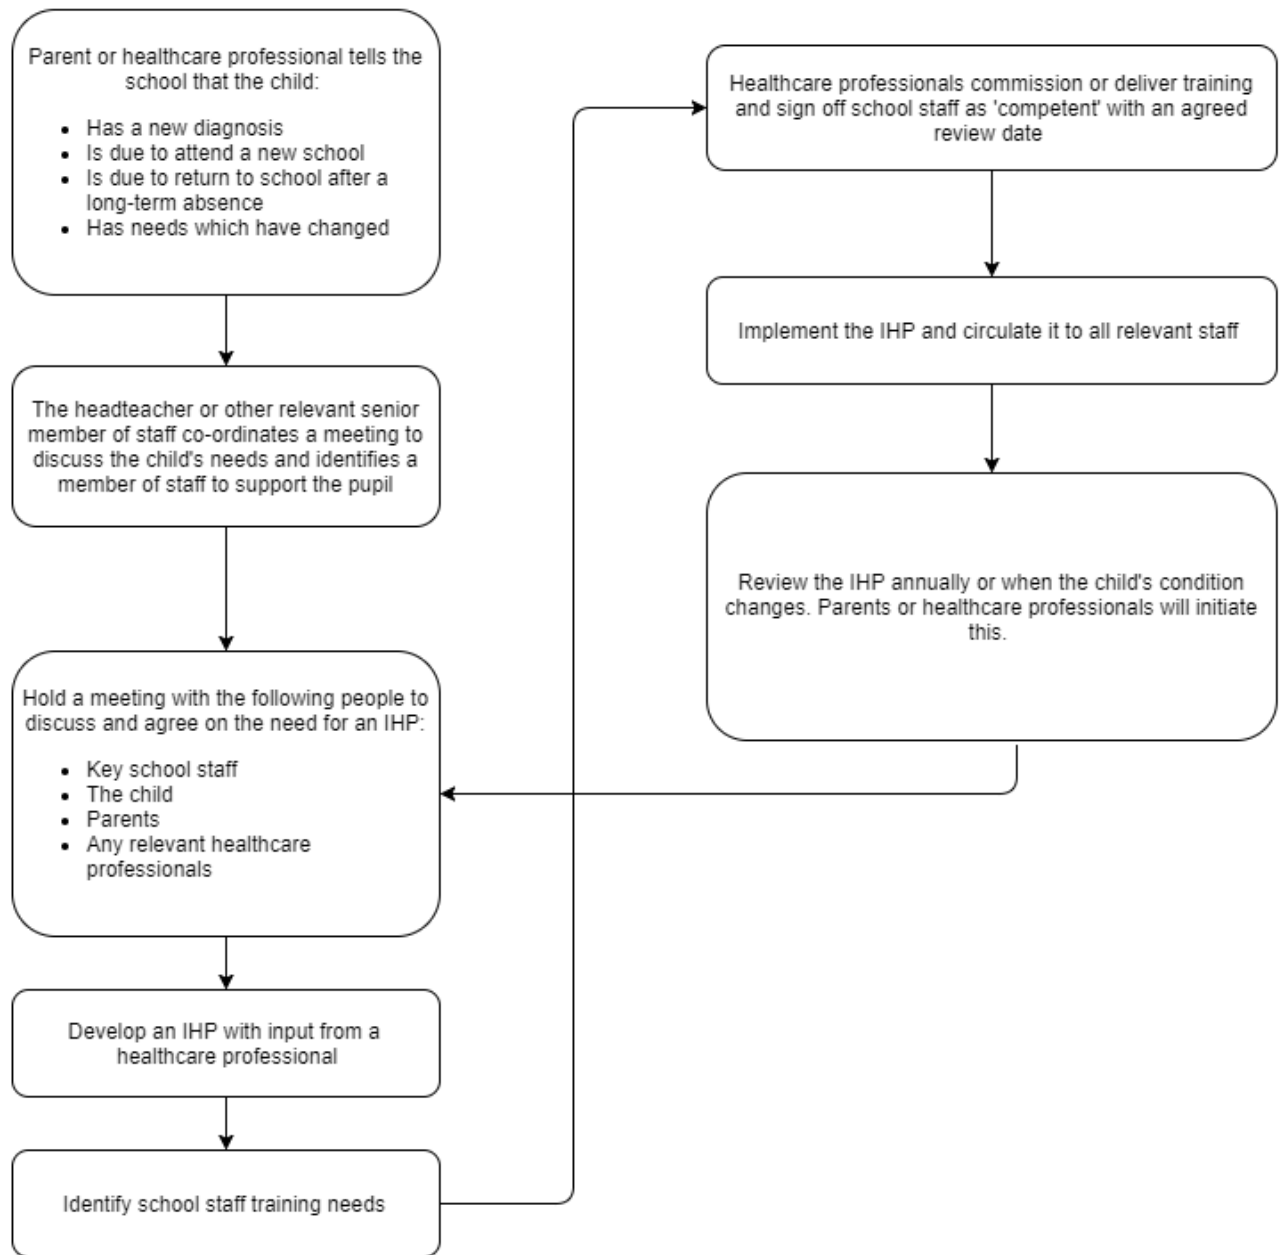 Parent or healthcare professional tells the
school that the child:
• Has a new diagnosis
• Is due to attend a new school
• Is due to return to school after a
long-term absence
• Has needs which have changed
The headteacher or other relevant senior
member of staff co-ordinates a meeting to
discuss the child's needs and identifies a
member of staff to support the pupil
Hold a meeting with the following people to
discuss and agree on the need for an IHP:
• Key school staff
• The child
• Parents
• Any relevant healthcare
professionals
Develop an IHP with input from a
healthcare professional
Identify school staff training needs
Healthcare professionals commission or deliver training
and sign off school staff as 'competent' with an agreed
review date
Implement the IHP and circulate it to all relevant staff
Review the IHP annually or when the child's condition
changes. Parents or healthcare professionals will initiate
this.